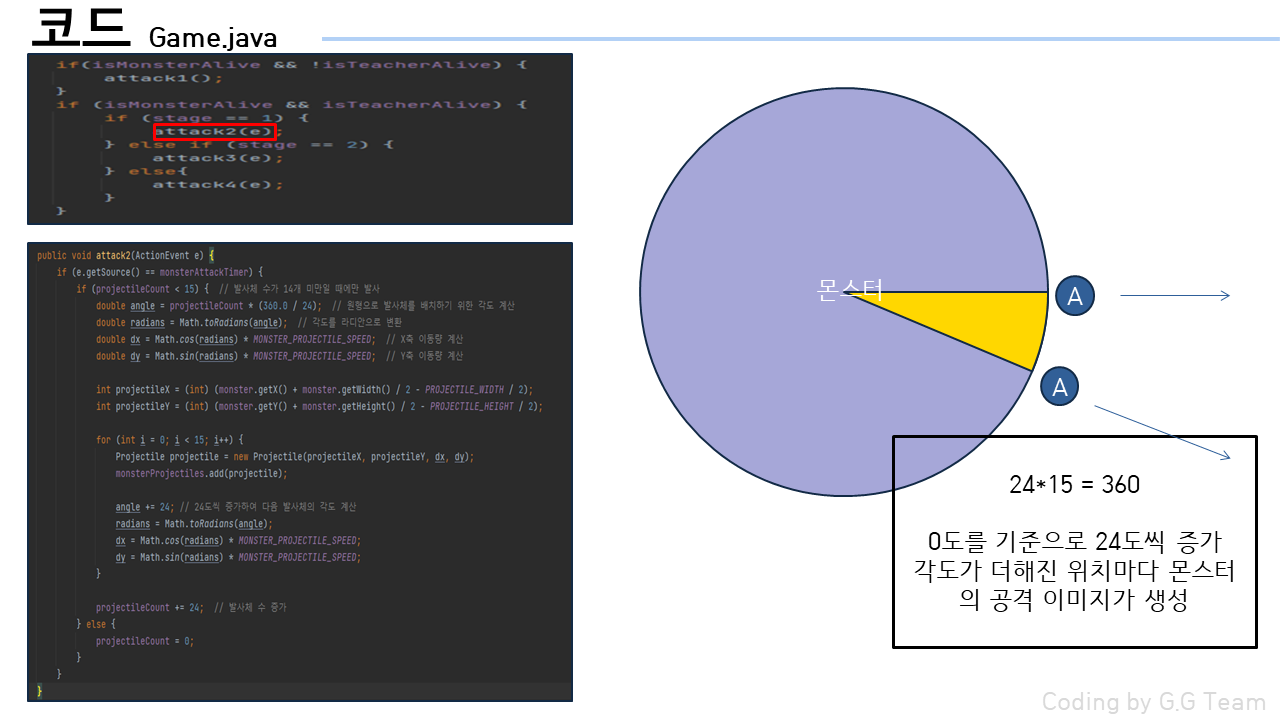 코드 Game.java
if(isMonsterAlive && !isTeacherAlive) {
attack1();
}
if (isMonsterAlive && isTeacherAlive) {
if (stage == 1) {
attack2(e);
} else if (stage == 2) {
attack3(e);
} else{
attack4(e);
}
}
public void attack2(ActionEvent e) {
if (e.getSource() == monsterAttackTimer) {
if (projectileCount < 15) { // 발사체 수가 14개 미만일 때에만 발사
double angle = projectileCount * (360.0 / 24); // 원형으로 발사체를 배치하기 위한 각도 계산
double radians = Math.toRadians(angle); // 각도를 라디안으로 변환
double dx = Math.cos(radians) * MONSTER_PROJECTILE_SPEED; // X축 이동량 계산
double dy = Math.sin(radians) * MONSTER_PROJECTILE_SPEED; // Y축 이동량 계산
int projectileX = (int) (monster.getX() + monster.getWidth() / 2 - PROJECTILE_WIDTH / 2);
int projectileY = (int) (monster.getY() + monster.getHeight() / 2 - PROJECTILE_HEIGHT / 2);
for (int i = 0; i < 15; i++) {
Projectile projectile = new Projectile(projectileX, projectileY, dx, dy);
monsterProjectiles.add(projectile);
angle += 24; // 24도씩 증가하여 다음 발사체의 각도 계산
radians = Math.toRadians(angle);
dx = Math.cos(radians) * MONSTER_PROJECTILE_SPEED;
dy = Math.sin(radians) * MONSTER_PROJECTILE_SPEED;
}
projectileCount += 24; // 발사체 수 증가
} else {
projectileCount = 0;
}
}
}
몬스터
A
A
24*15 = 360
0도를 기준으로 24도씩 증가
각도가 더해진 위치마다 몬스터
의 공격 이미지가 생성
Coding by G.G Team